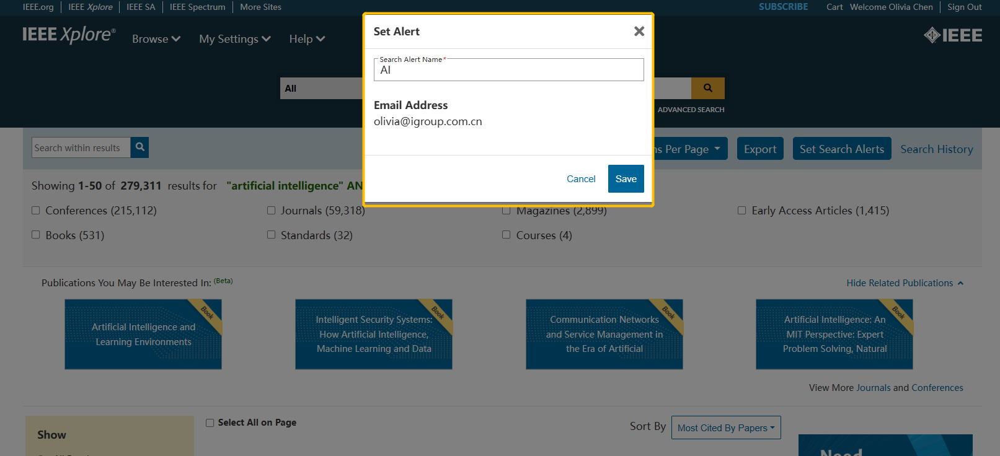 IEEE.org IEEE Xplore IEEE SA IEEE Spectrum More Sites SUBSCRIBE Cart Welcome Olivia Chen Sign Out
IEEE Xplore® Browse My Settings Help IEEE
Set Alert
Search Alert Name*
AI
Email Address
olivia@igroup.com.cn
Cancel Save
All
ADVANCED SEARCH
Search within results Per Page Export Set Search Alerts Search History
Showing 1-50 of 279,311 results for "artificial intelligence"
Conferences (215,112) Journals (59,318) Magazines (2,899) Early Access Articles (1,415)
Books (531) Standards (32) Courses (4)
Publications You May Be Interested In: (Beta) Hide Related Publications
Book
Artificial Intelligence and
Learning Environments
Book
Intelligent Security Systems:
How Artificial Intelligence,
Machine Learning and Data
Book
Communication Networks
and Service Management in
the Era of Artificial
Book
Artificial Intelligence: An
MIT Perspective: Expert
Problem Solving, Natural
View More Journals and Conferences
Show
Select All on Page Sort By Most Cited By Papers
Need